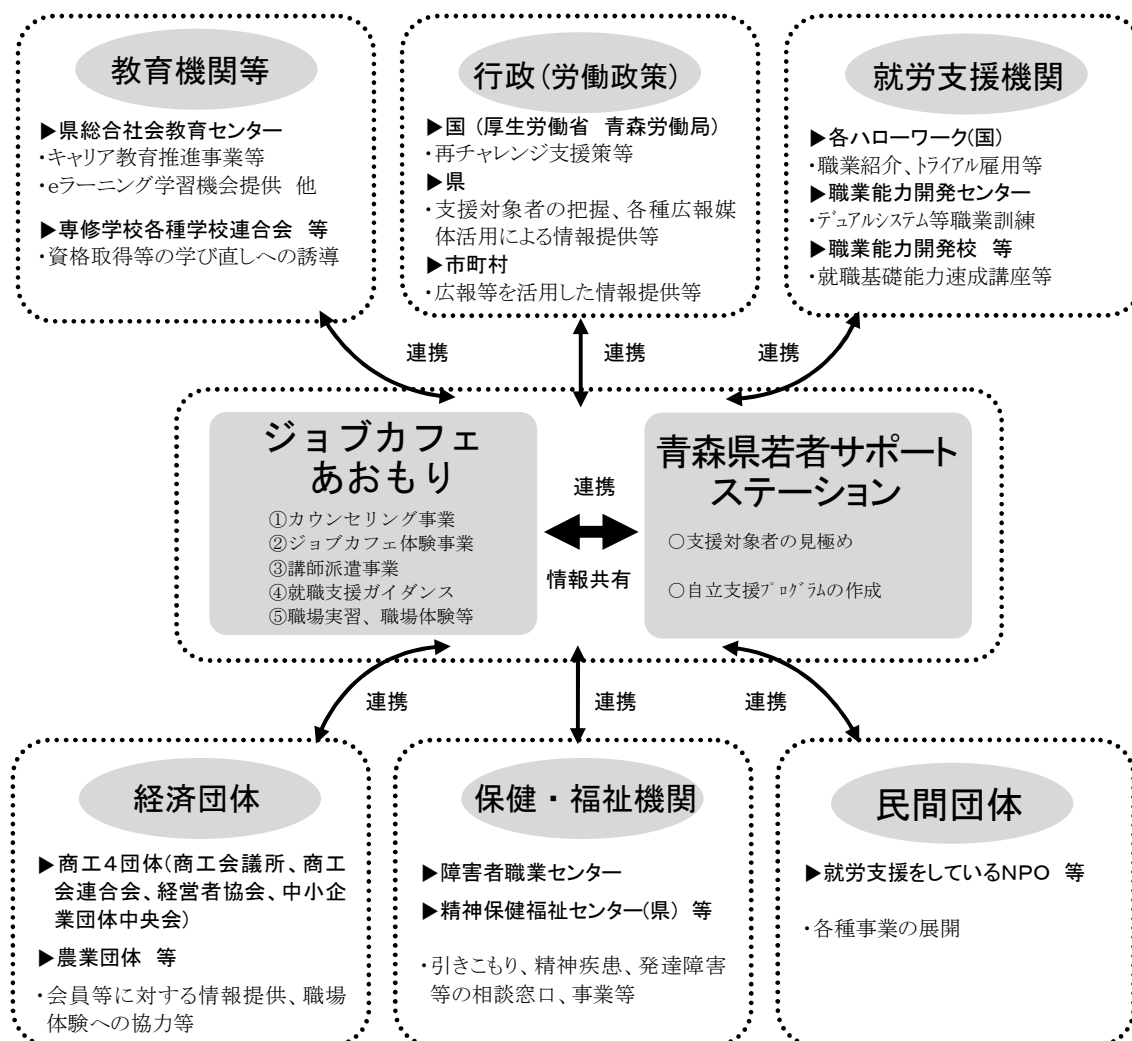 教育機関等
▶県総合社会教育センター
・キャリア教育推進事業等
・eラーニング学習機会提供 他
▶専修学校各種学校連合会 等
・資格取得等の学び直しへの誘導
行政(労働政策)
▶国 (厚生労働省 青森労働局)
・再チャレンジ支援策等
▶県
・支援対象者の把握、各種広報媒
体活用による情報提供等
▶市町村
・広報等を活用した情報提供等
就労支援機関
▶各ハローワーク(国)
・職業紹介、トライアル雇用等
▶職業能力開発センター
・デュアルシステム等職業訓練
▶職業能力開発校 等
・就職基礎能力速成講座等
連携
連携
連携
ジョブカフェ
あおもり
①カウンセリング事業
②ジョブカフェ体験事業
③講師派遣事業
④就職支援ガイダンス
⑤職場実習、職場体験等
連携
情報共有
青森県若者サポート
ステーション
○支援対象者の見極め
○自立支援プログラムの作成
連携
連携
連携
経済団体
▶商工４団体(商工会議所、商工
会連合会、経営者協会、中小企
業団体中央会)
▶農業団体 等
・会員等に対する情報提供、職場
体験への協力等
保健・福祉機関
▶障害者職業センター
▶精神保健福祉センター(県) 等
・引きこもり、精神疾患、発達障害
等の相談窓口、事業等
民間団体
▶就労支援をしているNPO 等
・各種事業の展開